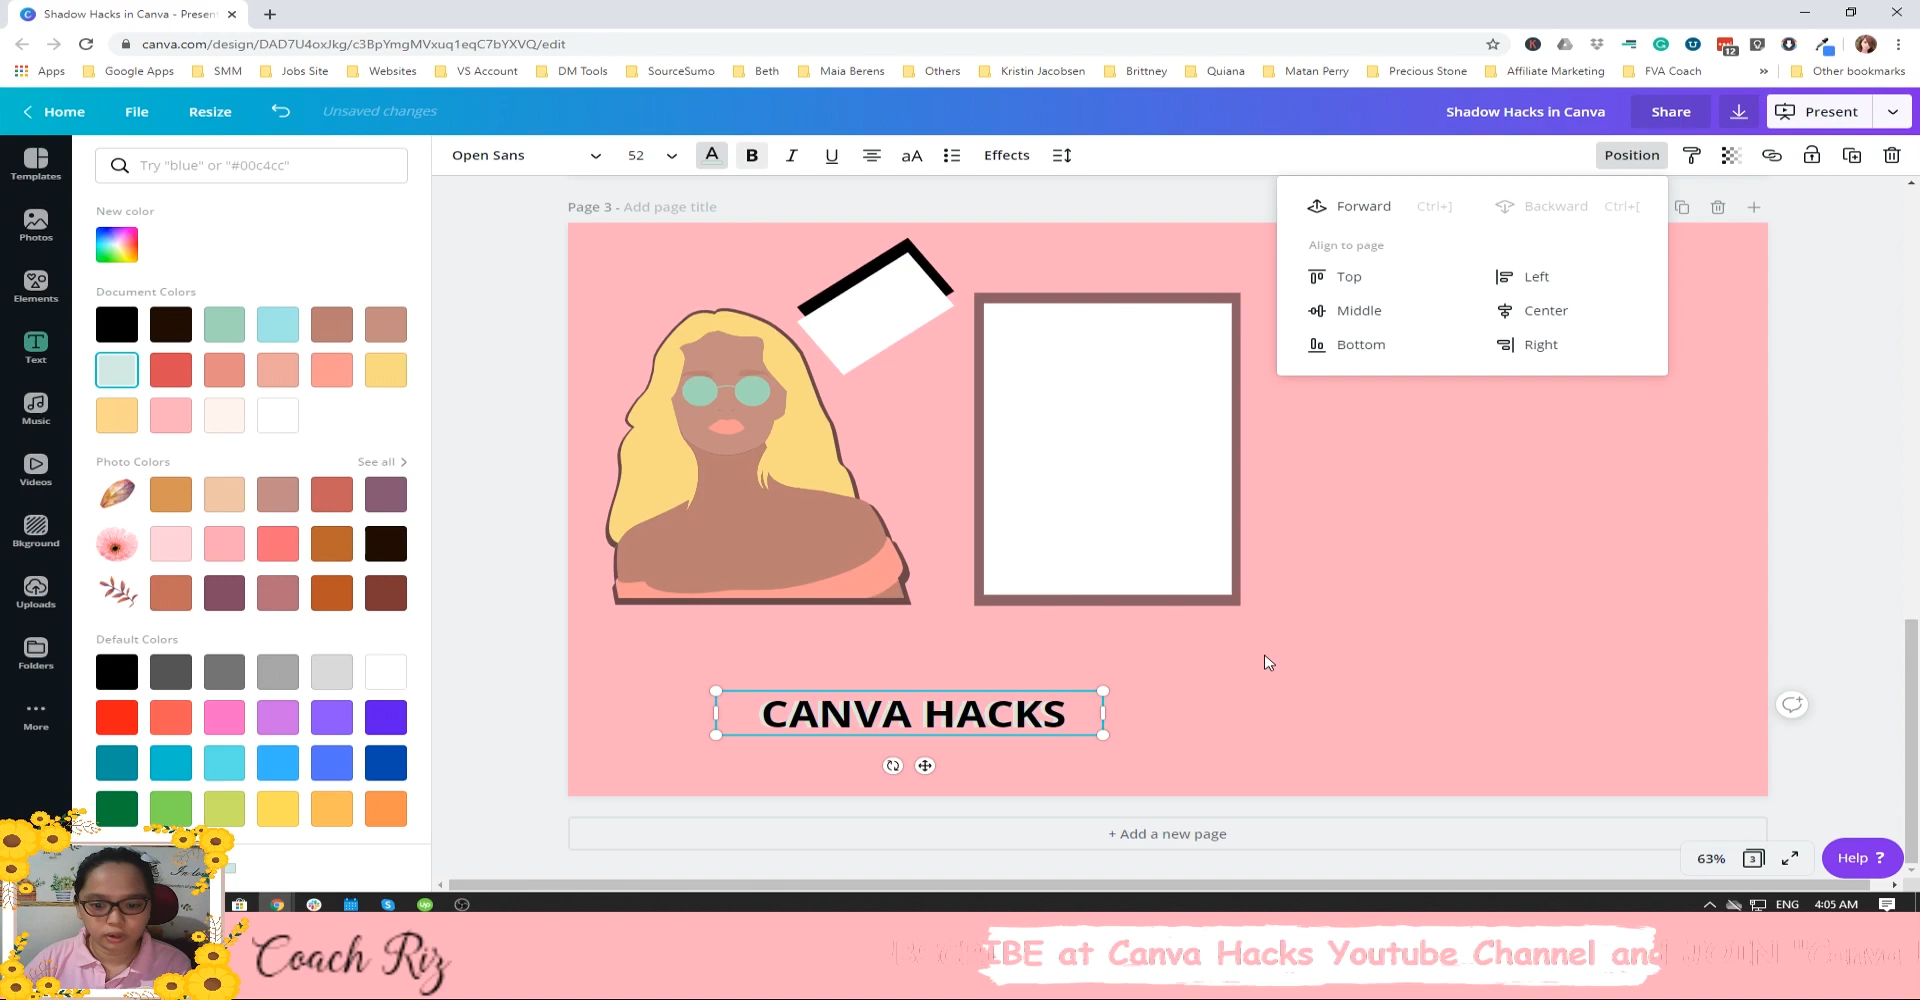 Shadow Hacks in Canva - Present
canva.com/design/DAD7U4oxJkg/c3BpYmgMVxuq1eqC7bYXVQ/edit
12
Apps Google Apps SMM Jobs Site Websites VS Account DM Tools SourceSumo Beth Maia Berens Others Kristin Jacobsen Brittney Quiana Matan Perry Precious Stone Affiliate Marketing FVA Coach » Other bookmarks
Home File Resize Unsaved changes Shadow Hacks in Canva Share Present
Try "blue" or "#00c4cc" Open Sans 52 A B I U aA Effects Position
Templates
Photos
Elements
Text
Music
Videos
Bkground
Uploads
Folders
More
New color
Document Colors
Photo Colors See all
Default Colors
Page 3 - Add page title
Forward Ctrl+] Backward Ctrl+[
Align to page
Top Left
Middle Center
Bottom Right
CANVA HACKS
+ Add a new page
63% 3 Help ?
ENG 4:05 AM
Coach Riz
IBE at Canva Hacks Youtube Channel and JOIN "Canva